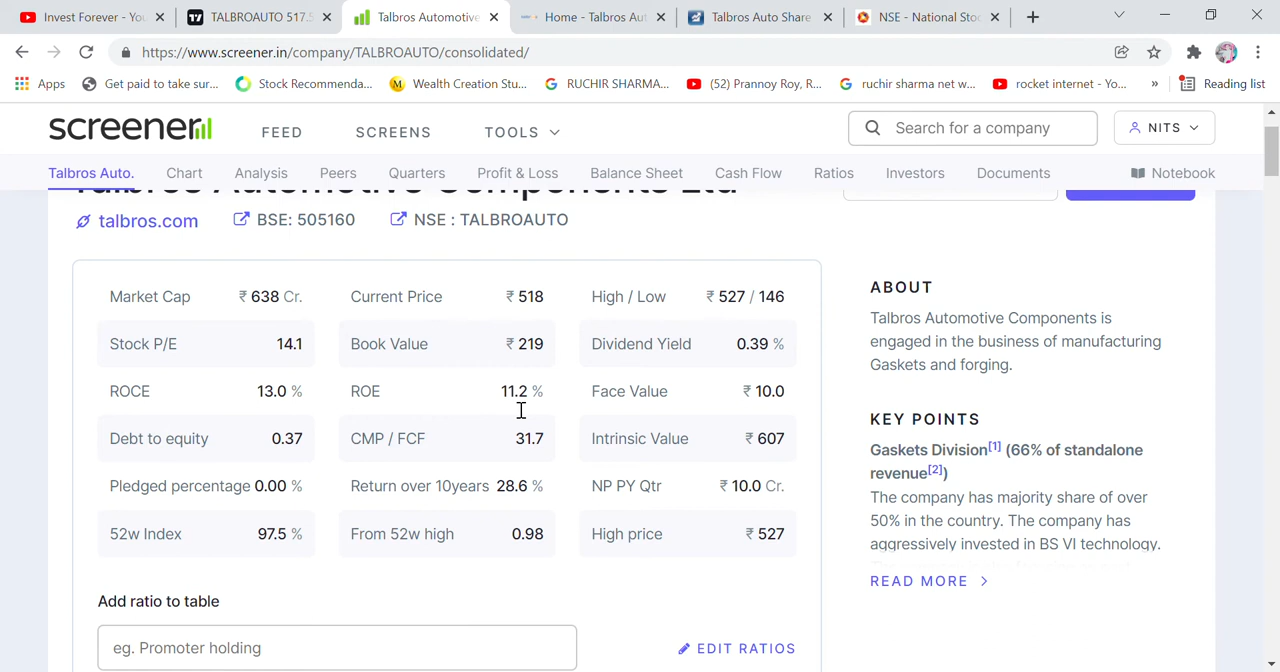 Invest Forever - You
TALBROAUTO 517.5
Talbros Automotive
Home - Talbros Aut
Talbros Auto Share
NSE - National Stoc
https://www.screener.in/company/TALBROAUTO/consolidated/
Apps
Get paid to take sur...
Stock Recommenda...
Wealth Creation Stu...
RUCHIR SHARMA...
(52) Prannoy Roy, R...
ruchir sharma net w...
rocket internet - Yo...
»
Reading list
screener
FEED
SCREENS
TOOLS
Search for a company
NITS
Talbros Auto.
Chart
Analysis
Peers
Quarters
Profit & Loss
Balance Sheet
Cash Flow
Ratios
Investors
Documents
Notebook
Talbros Automotive Components Ltd
talbros.com
BSE: 505160
NSE : TALBROAUTO
Market Cap ₹ 638 Cr.
Current Price ₹ 518
High / Low ₹ 527 / 146
Stock P/E 14.1
Book Value ₹ 219
Dividend Yield 0.39 %
ROCE 13.0 %
ROE 11.2 %
Face Value ₹ 10.0
Debt to equity 0.37
CMP / FCF 31.7
Intrinsic Value ₹ 607
Pledged percentage 0.00 %
Return over 10years 28.6 %
NP PY Qtr ₹ 10.0 Cr.
52w Index 97.5 %
From 52w high 0.98
High price ₹ 527
Add ratio to table
eg. Promoter holding
EDIT RATIOS
ABOUT
Talbros Automotive Components is
engaged in the business of manufacturing
Gaskets and forging.
KEY POINTS
Gaskets Division[1] (66% of standalone
revenue[2])
The company has majority share of over
50% in the country. The company has
aggressively invested in BS VI technology.
READ MORE